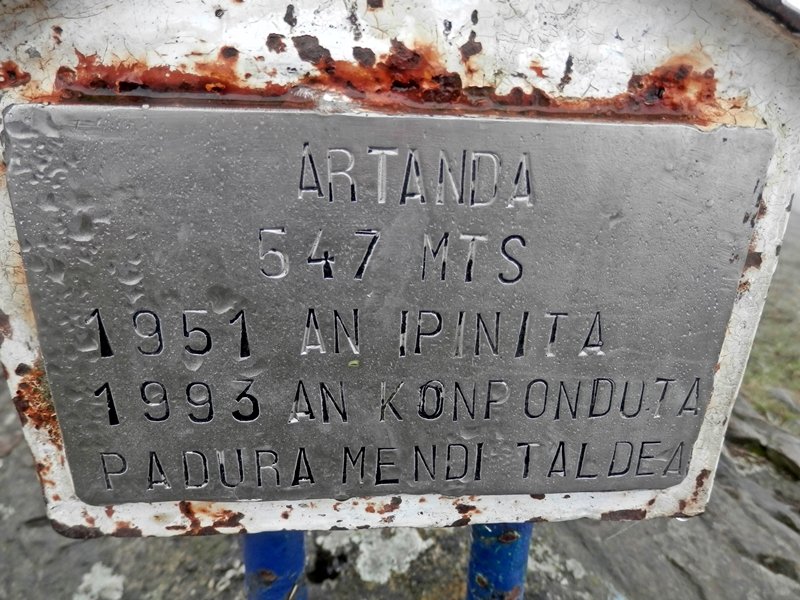 ARTANDA
547 MTS
1951 AN IPINITA
1993 AN KONPONDUTA
PADURA MENDI TALDEA